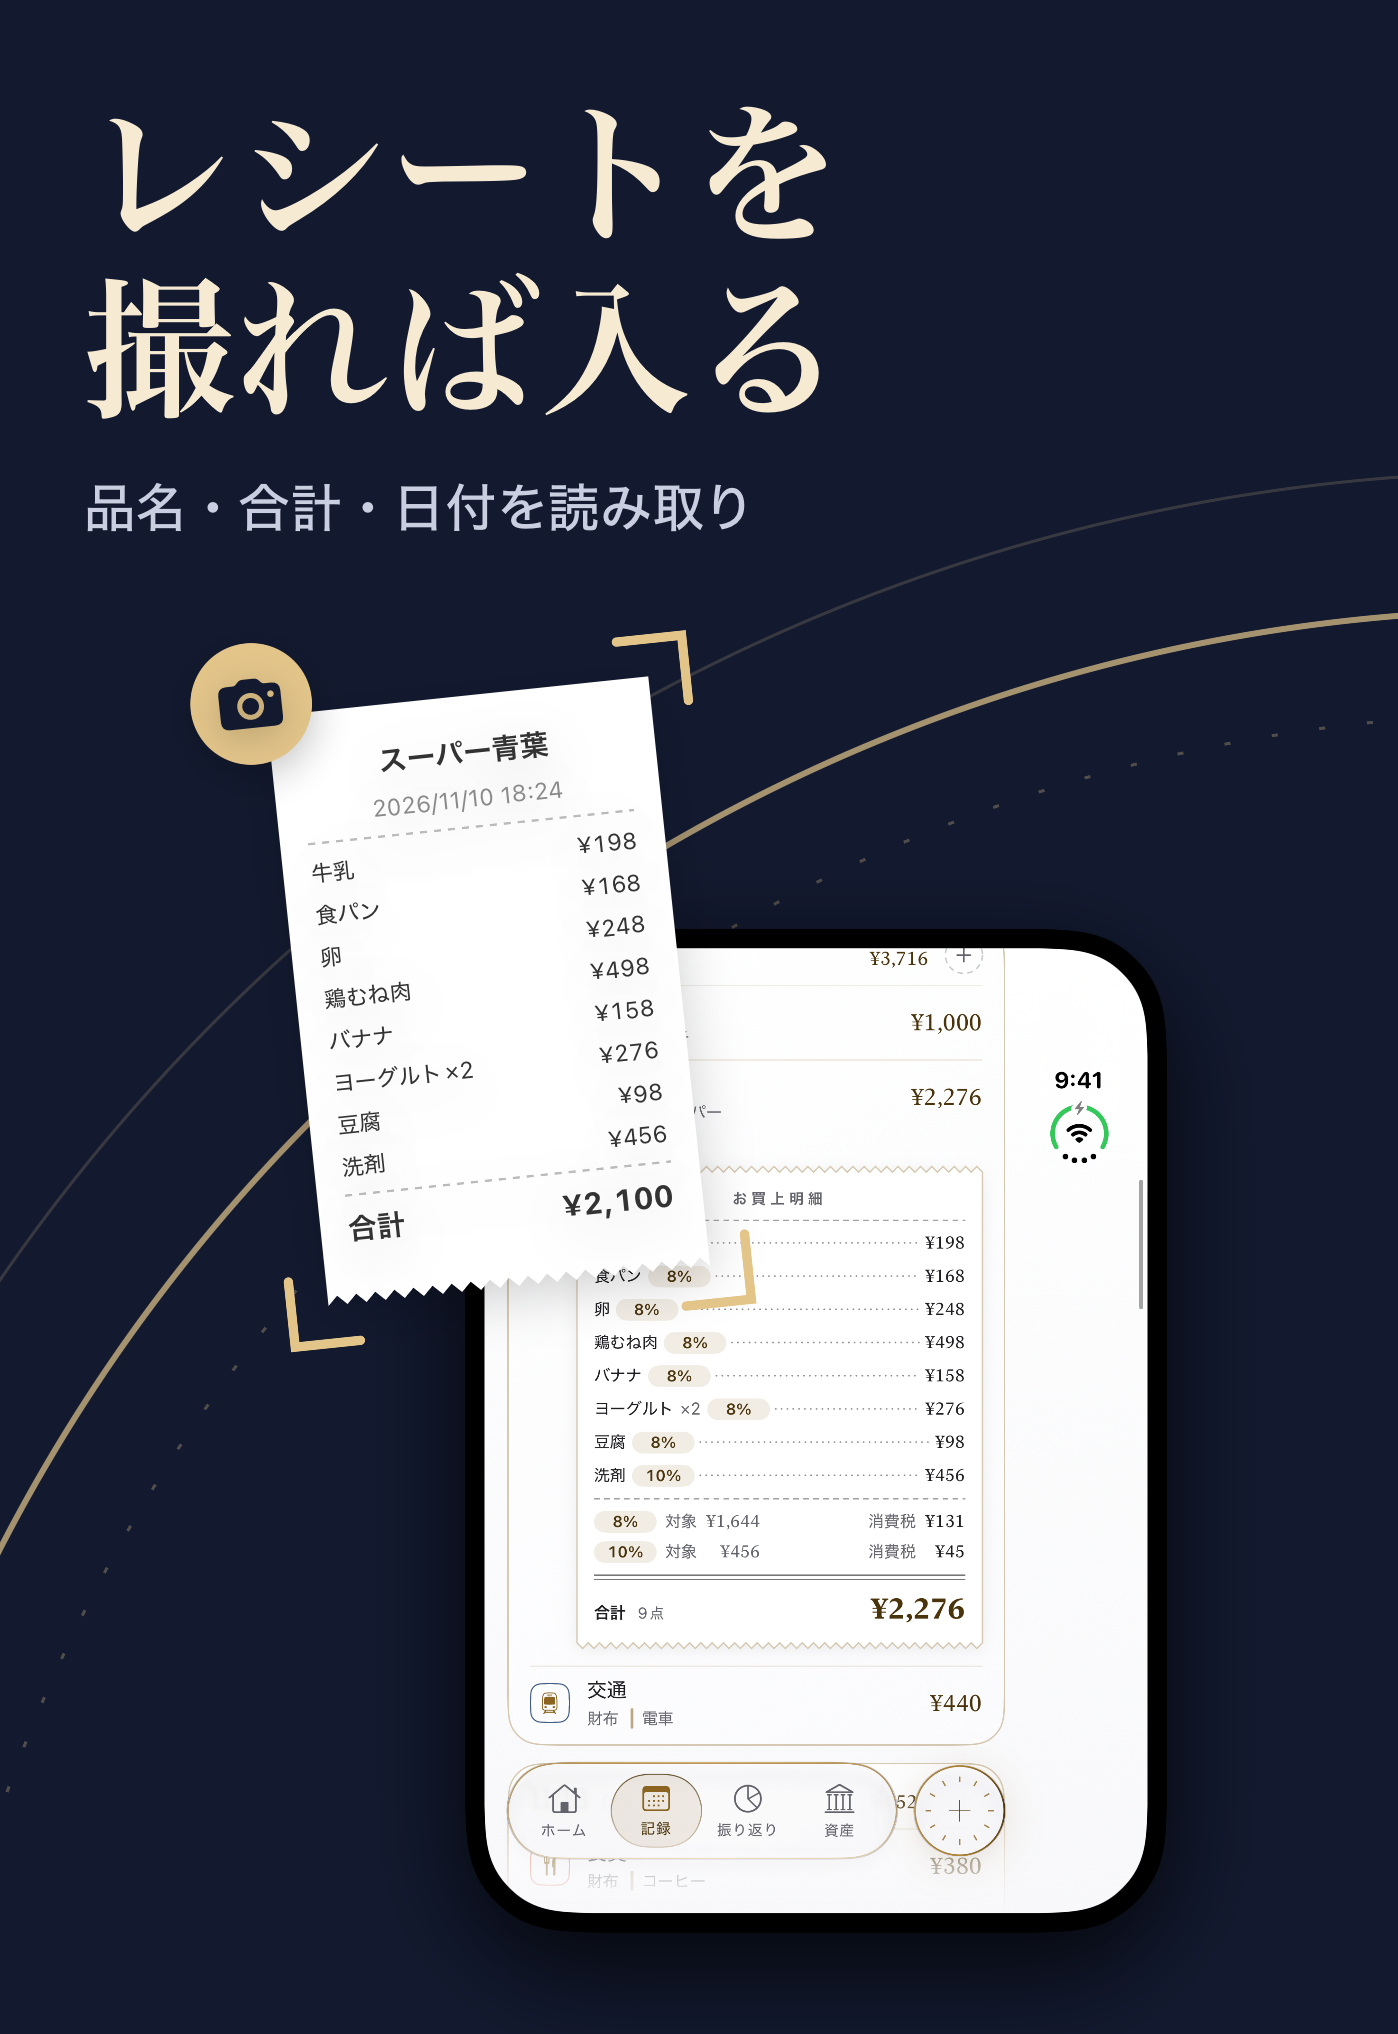 レシートを
撮れば入る
品名・合計・日付を読み取り
スーパー青葉
2026/11/10 18:24
牛乳 ¥198
食パン ¥168
卵 ¥248
鶏むね肉 ¥498
バナナ ¥158
ヨーグルト ×2 ¥276
豆腐 ¥98
洗剤 ¥456
合計 ¥2,100
¥3,716
¥1,000
¥2,276
パー
9:41
お買上明細
¥198
食パン 8% ¥168
卵 8% ¥248
鶏むね肉 8% ¥498
バナナ 8% ¥158
ヨーグルト ×2 8% ¥276
豆腐 8% ¥98
洗剤 10% ¥456
8% 対象 ¥1,644 消費税 ¥131
10% 対象 ¥456 消費税 ¥45
合計 9点 ¥2,276
交通
財布 電車
¥440
52
ホーム 記録 振り返り 資産
¥380
財布 コーヒー